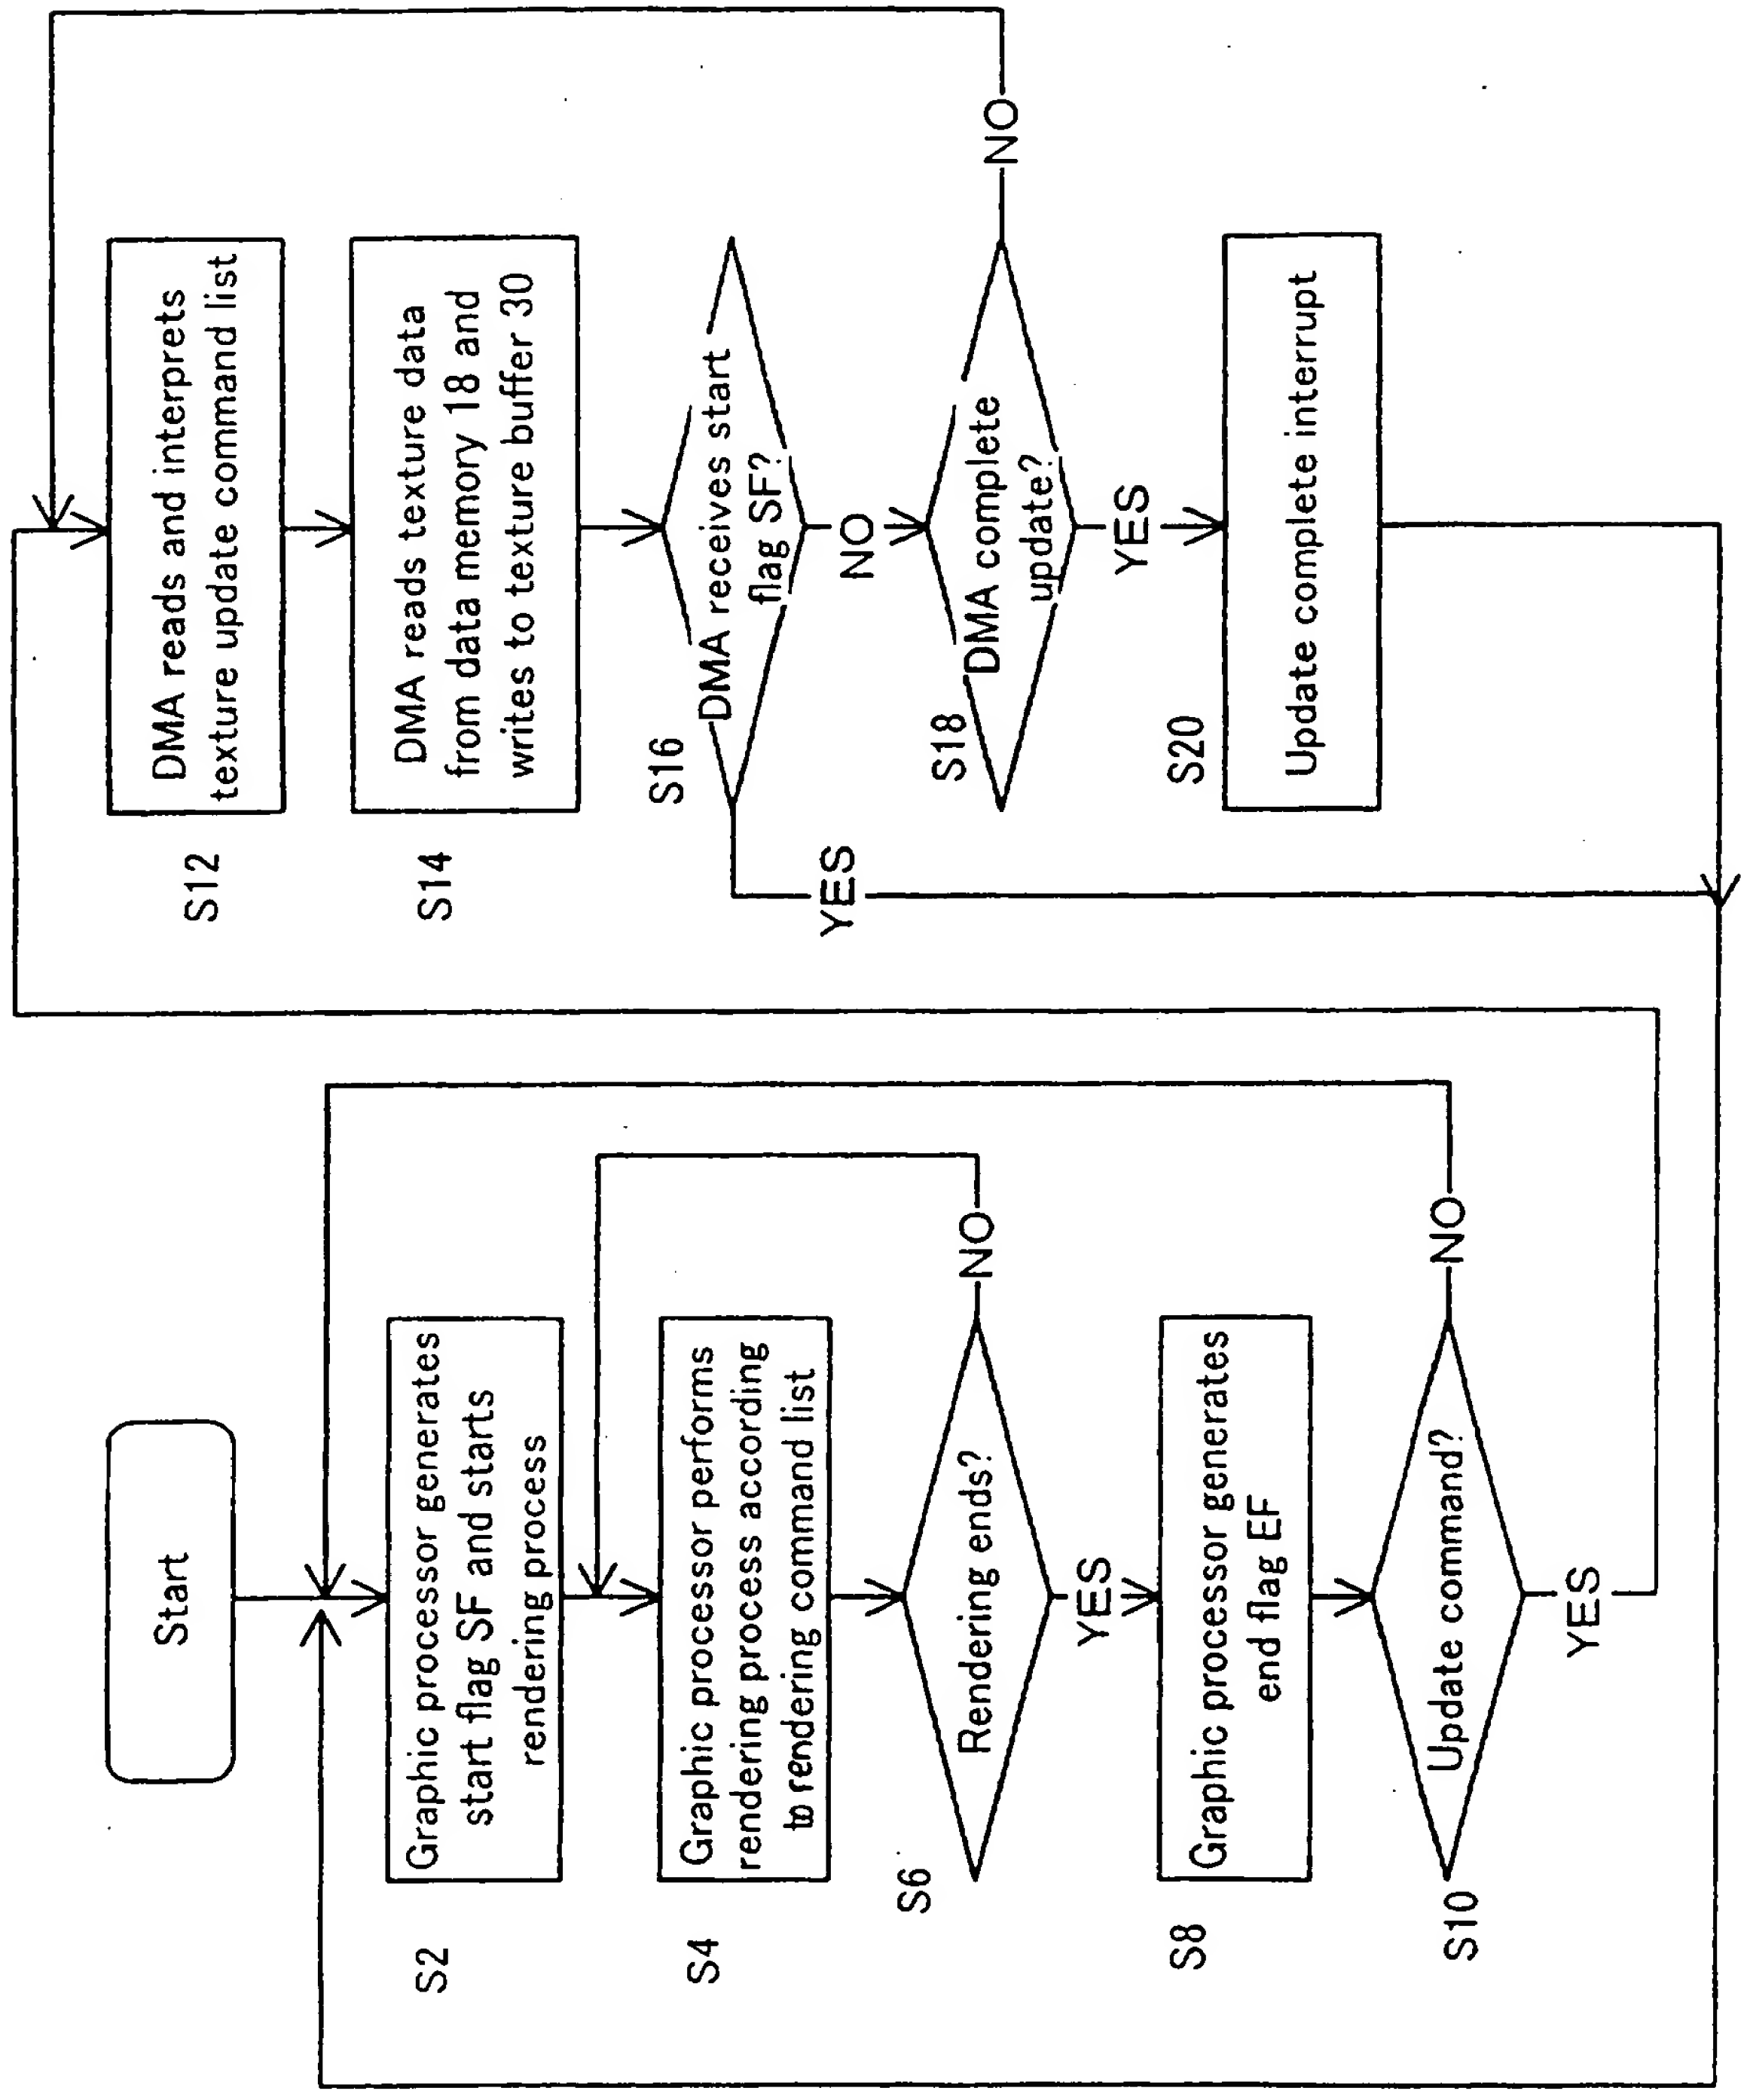 Start
S2
Graphic processor generates
start flag SF and starts
rendering process
S4
Graphic processor performs
rendering process according
to rendering command list
S6
Rendering ends?
NO
YES
S8
Graphic processor generates
end flag EF
S10
Update command?
NO
YES
S12
DMA reads and interprets
texture update command list
S14
DMA reads texture data
from data memory 18 and
writes to texture buffer 30
S16
DMA receives start
flag SF?
YES
NO
S18
DMA complete
update?
NO
YES
S20
Update complete interrupt